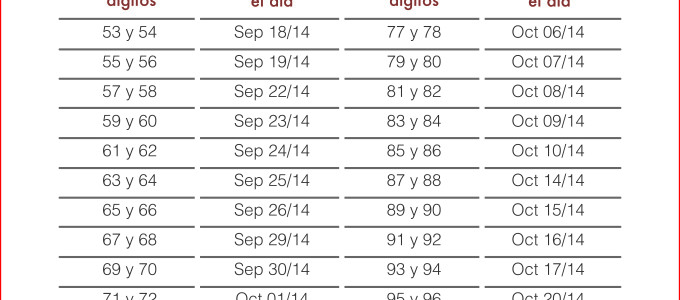 dígitos el día dígitos el día
53 y 54 Sep 18/14 77 y 78 Oct 06/14
55 y 56 Sep 19/14 79 y 80 Oct 07/14
57 y 58 Sep 22/14 81 y 82 Oct 08/14
59 y 60 Sep 23/14 83 y 84 Oct 09/14
61 y 62 Sep 24/14 85 y 86 Oct 10/14
63 y 64 Sep 25/14 87 y 88 Oct 14/14
65 y 66 Sep 26/14 89 y 90 Oct 15/14
67 y 68 Sep 29/14 91 y 92 Oct 16/14
69 y 70 Sep 30/14 93 y 94 Oct 17/14
71 y 72 Oct 01/14 95 y 96 Oct 20/14